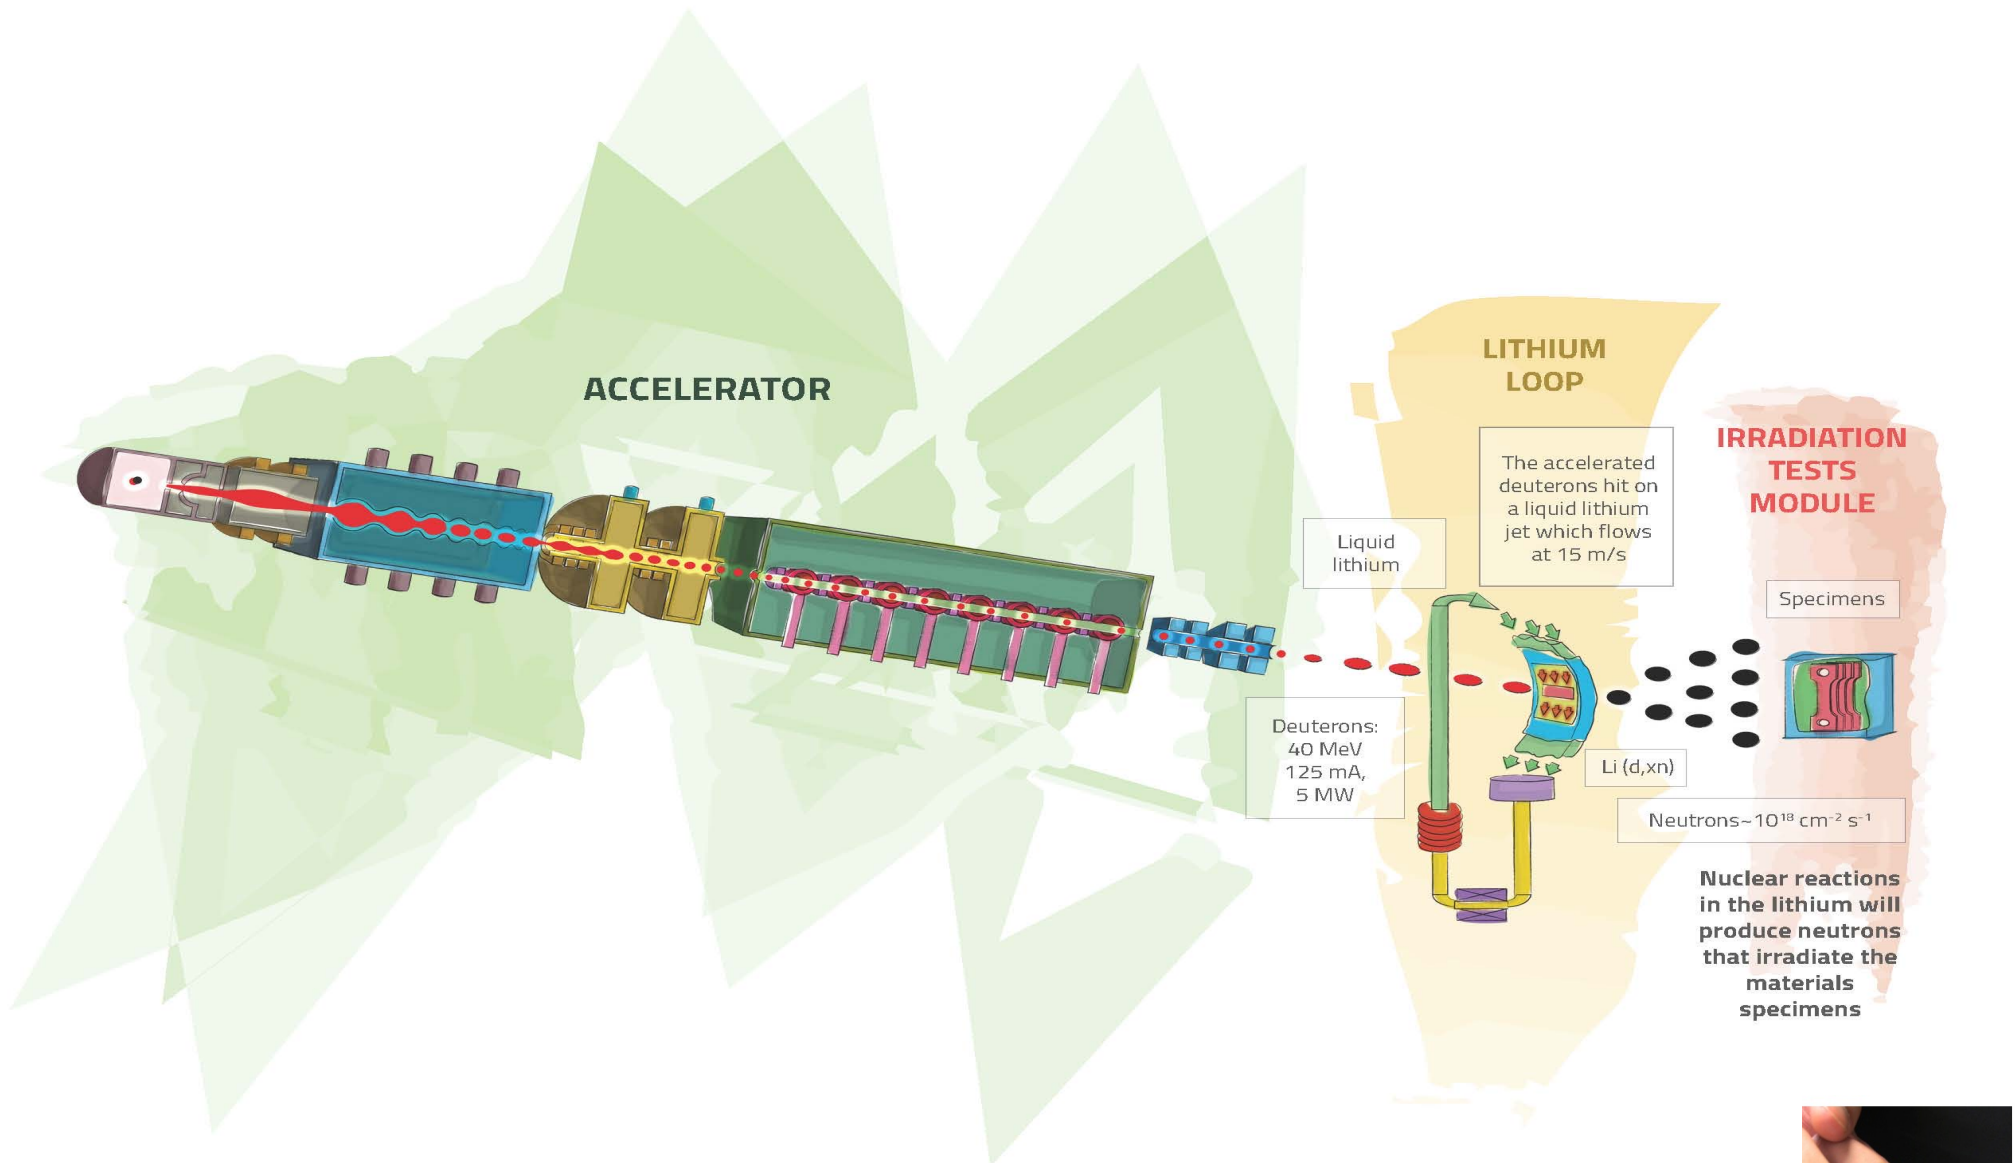 ACCELERATOR
LITHIUM
LOOP
The accelerated
deuterons hit on
a liquid lithium
jet which flows
at 15 m/s
Liquid
lithium
Deuterons:
40 MeV
125 mA,
5 MW
IRRADIATION
TESTS
MODULE
Specimens
Li (d,xn)
Neutrons~10¹⁸ cm⁻² s⁻¹
Nuclear reactions
in the lithium will
produce neutrons
that irradiate the
materials
specimens